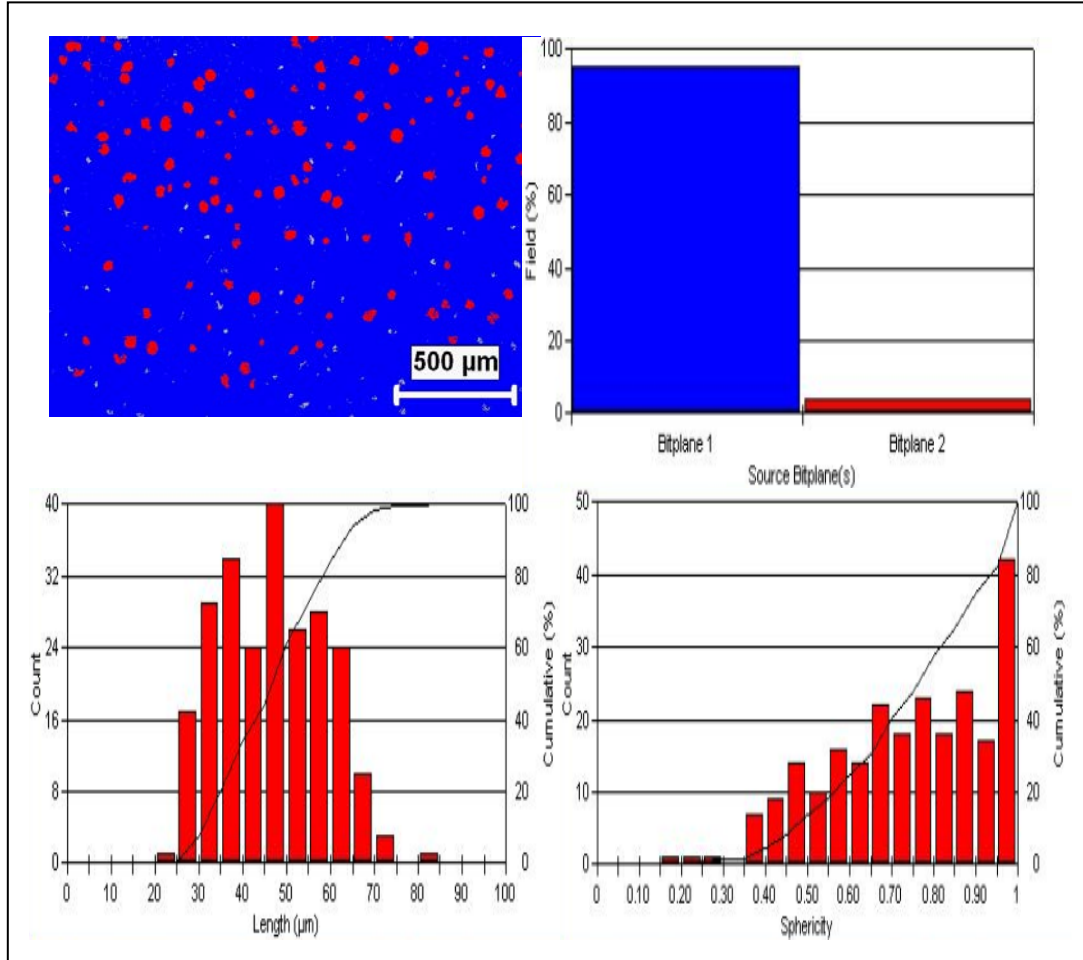 500 µm
Field (%)
100
80
60
40
20
0
Bitplane 1 Bitplane 2
Source Bitplane(s)
Count
40
32
24
16
8
0
Cumulative (%)
100
80
60
40
20
0
0 10 20 30 40 50 60 70 80 90 100
Length (µm)
Count
50
40
30
20
10
0
Cumulative (%)
100
80
60
40
20
0
0 0.10 0.20 0.30 0.40 0.50 0.60 0.70 0.80 0.90 1
Sphericity